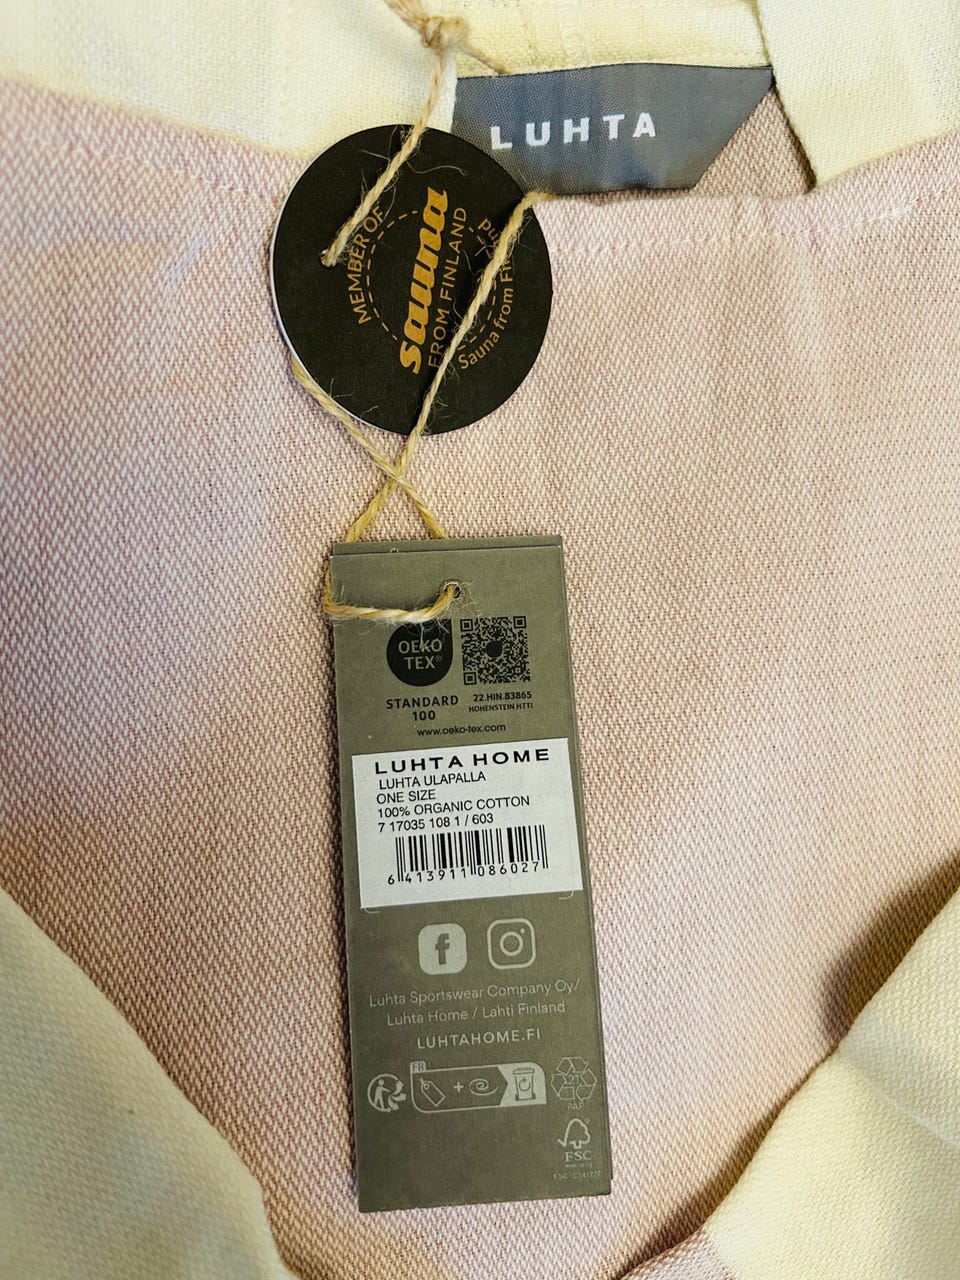 LUHTA
MEMBER OF
sauna
FROM FINLAND
Sauna from
OEKO
TEX®
STANDARD
100
22.HIN.83865
HOHENSTEIN HTTI
www.oeko-tex.com
LUHTA HOME
LUHTA ULAPALLA
ONE SIZE
100% ORGANIC COTTON
7 17035 108 1 / 603
6 413911 086027
Luhta Sportswear Company Oy/
Luhta Home / Lahti Finland
LUHTAHOME.FI
FR
21
PAP
FSC